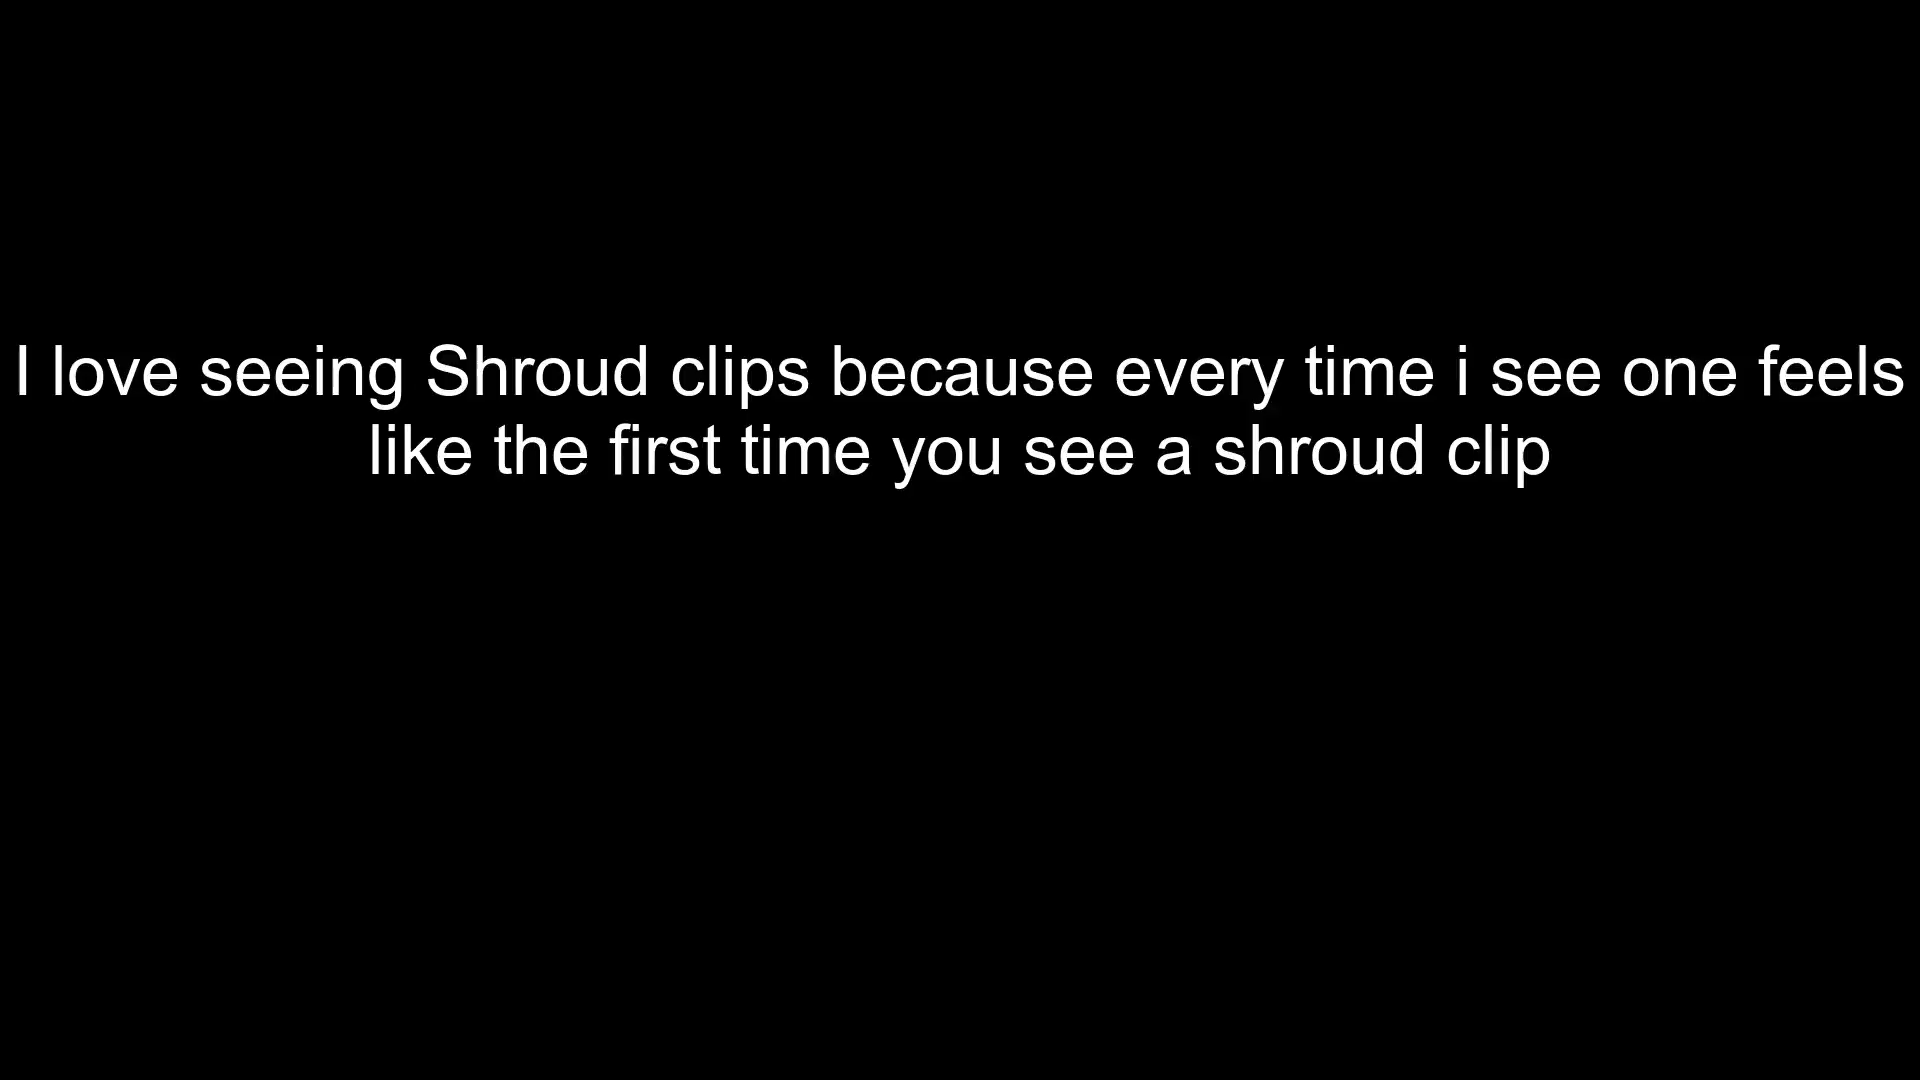 I love seeing Shroud clips because every time i see one feels
like the first time you see a shroud clip